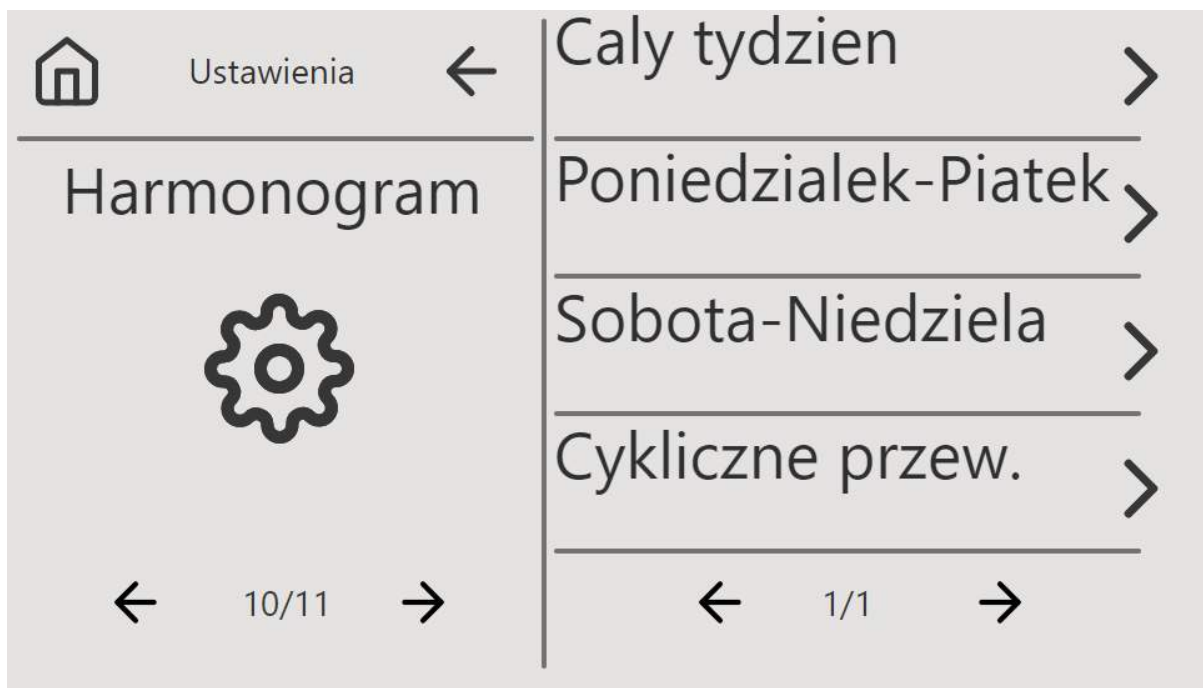 Ustawienia
Harmonogram
10/11
Caly tydzien
Poniedzialek-Piatek
Sobota-Niedziela
Cykliczne przew.
1/1